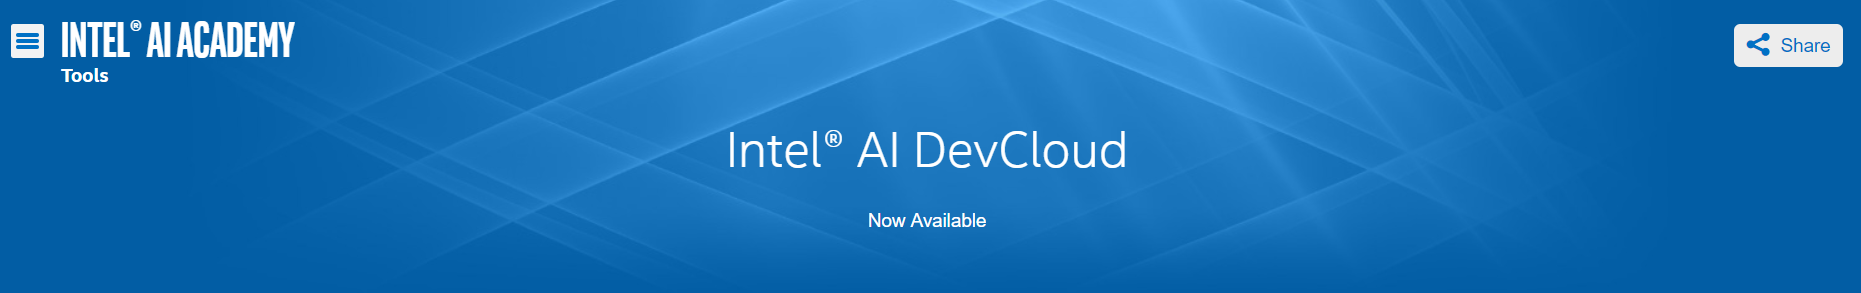 INTEL® AI ACADEMY
Tools
Share
Intel® AI DevCloud
Now Available